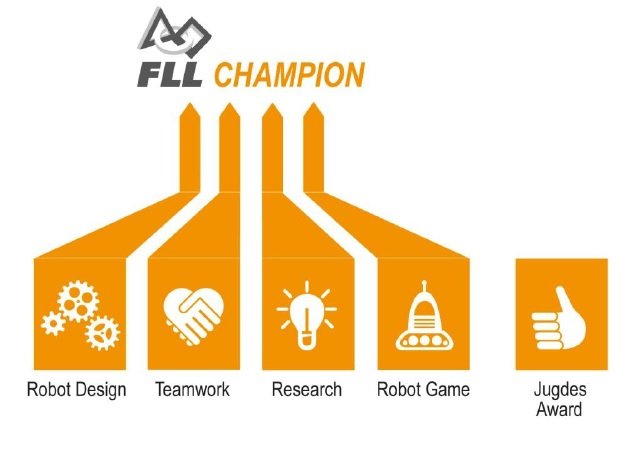 FLL CHAMPION
Robot Design
Teamwork
Research
Robot Game
Jugdes
Award